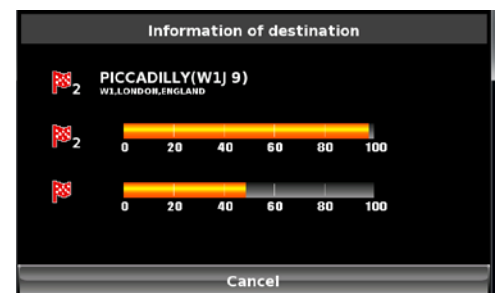 Information of destination
2 PICCADILLY(W1J 9)
W1,LONDON,ENGLAND
2
0 20 40 60 80 100
0 20 40 60 80 100
Cancel